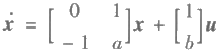 ẋ = [ 0 1 ; - 1 a ] x + [ 1 ; b ] u